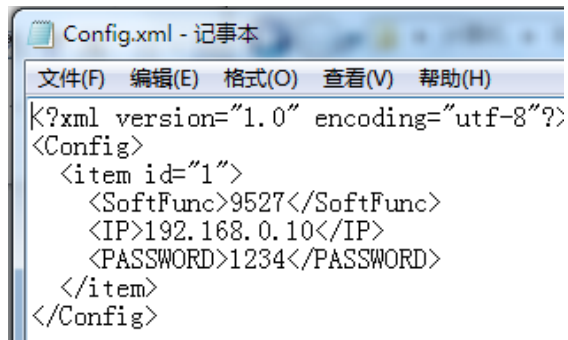 Config.xml - 记事本
文件(F) 编辑(E) 格式(O) 查看(V) 帮助(H)
<?xml version="1.0" encoding="utf-8"?>
<Config>
  <item id="1">
    <SoftFunc>9527</SoftFunc>
    <IP>192.168.0.10</IP>
    <PASSWORD>1234</PASSWORD>
  </item>
</Config>